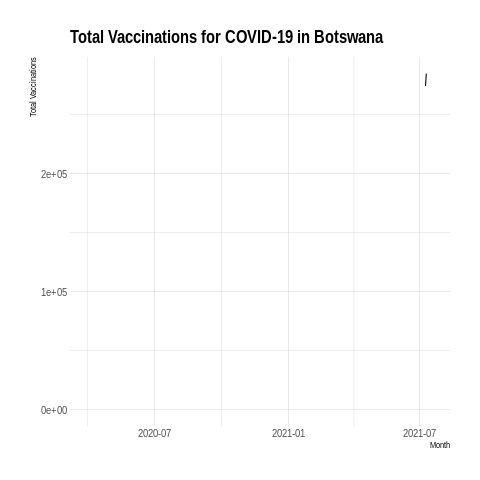 Total Vaccinations for COVID-19 in Botswana
Total Vaccinations
2e+05
1e+05
0e+00
2020-07 2021-01 2021-07
Month